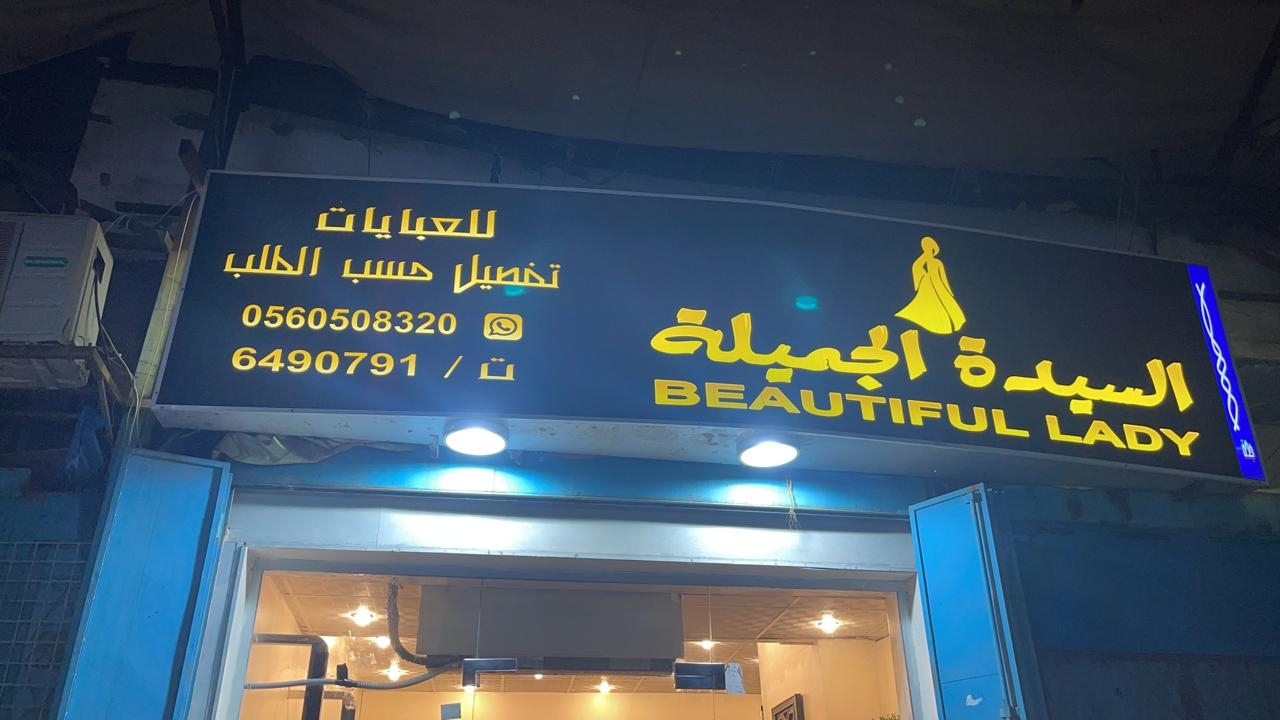 السيدة الجميلة
BEAUTIFUL LADY
للعبايات
تفصيل حسب الطلب
0560508320
ت / 6490791